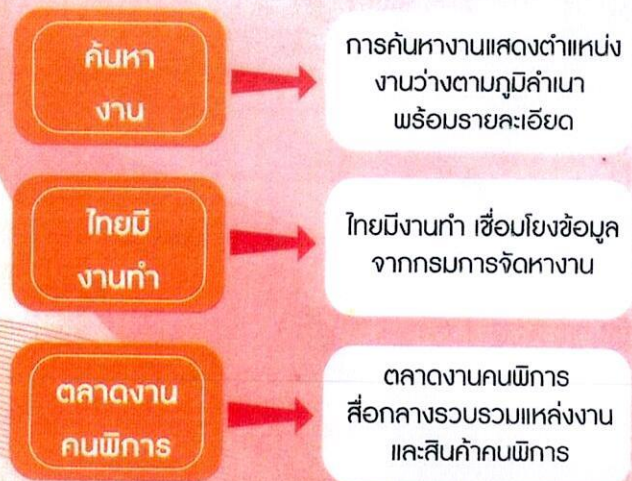 ค้นหา
งาน
การค้นหางานแสดงตำแหน่ง
งานว่างตามภูมิลำเนา
พร้อมรายละเอียด
ไทยมี
งานทำ
ไทยมีงานทำ เชื่อมโยงข้อมูล
จากกรมการจัดหางาน
ตลาดงาน
คนพิการ
ตลาดงานคนพิการ
สื่อกลางรวบรวมแหล่งงาน
และสินค้าคนพิการ